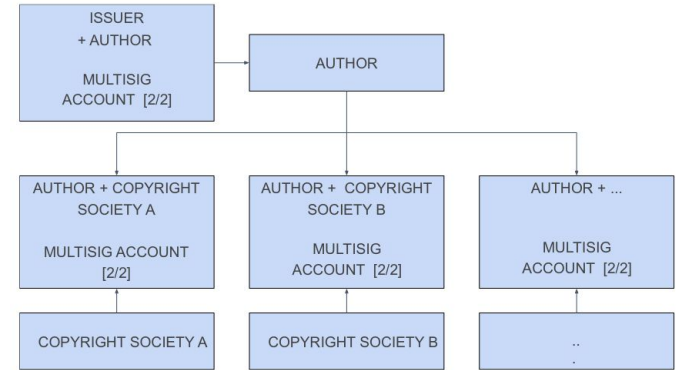 ISSUER
+ AUTHOR
MULTISIG
ACCOUNT [2/2]
AUTHOR
AUTHOR + COPYRIGHT
SOCIETY A
MULTISIG ACCOUNT
[2/2]
AUTHOR + COPYRIGHT
SOCIETY B
MULTISIG
ACCOUNT [2/2]
AUTHOR + ...
MULTISIG
ACCOUNT [2/2]
COPYRIGHT SOCIETY A
COPYRIGHT SOCIETY B
..
.